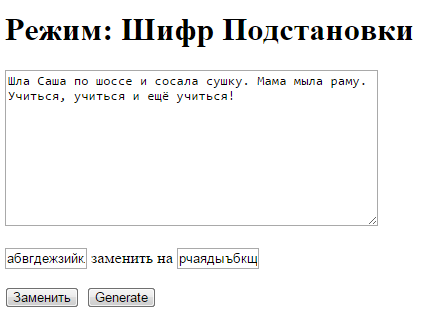 Режим: Шифр Подстановки
Шла Саша по шоссе и сосала сушку. Мама мыла раму.
Учиться, учиться и ещё учиться!
абвгдежзийк заменить на рчаядыъбкщ
Заменить Generate